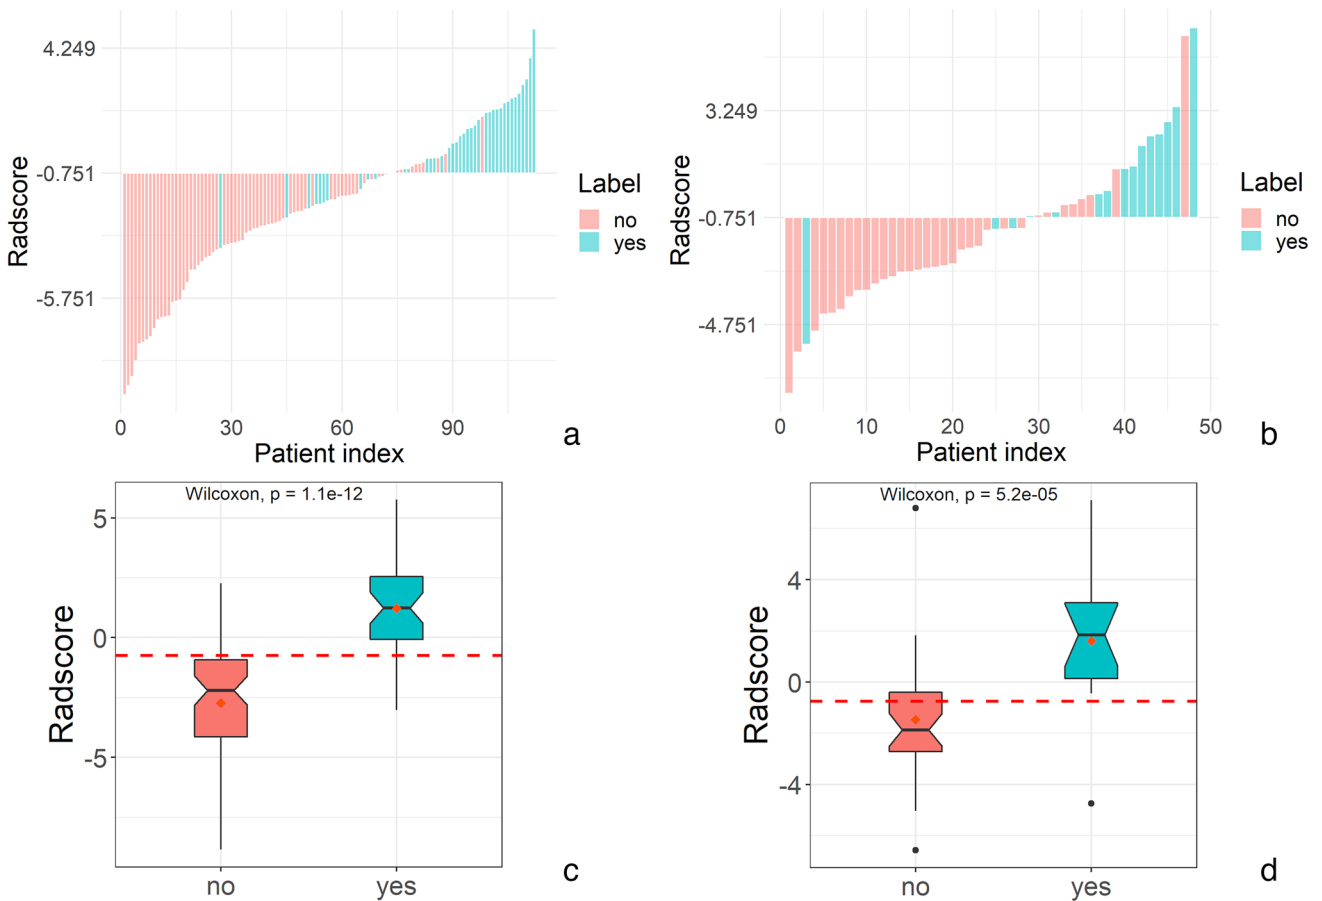 4.249
-0.751
-5.751
Radscore
0 30 60 90
Patient index
Label
no
yes
a
3.249
-0.751
-4.751
Radscore
0 10 20 30 40 50
Patient index
Label
no
yes
b
Wilcoxon, p = 1.1e-12
5
0
-5
Radscore
no yes
c
Wilcoxon, p = 5.2e-05
4
0
-4
Radscore
no yes
d